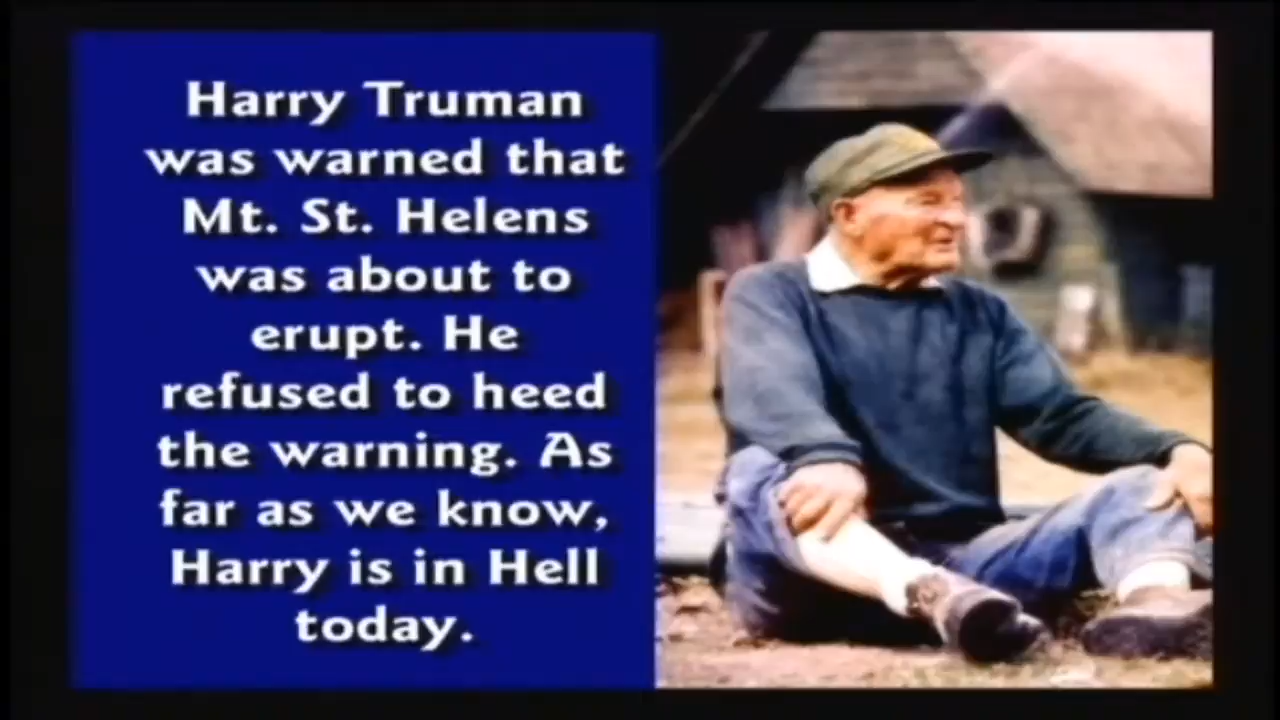 Harry Truman
was warned that
Mt. St. Helens
was about to
erupt. He
refused to heed
the warning. As
far as we know,
Harry is in Hell
today.